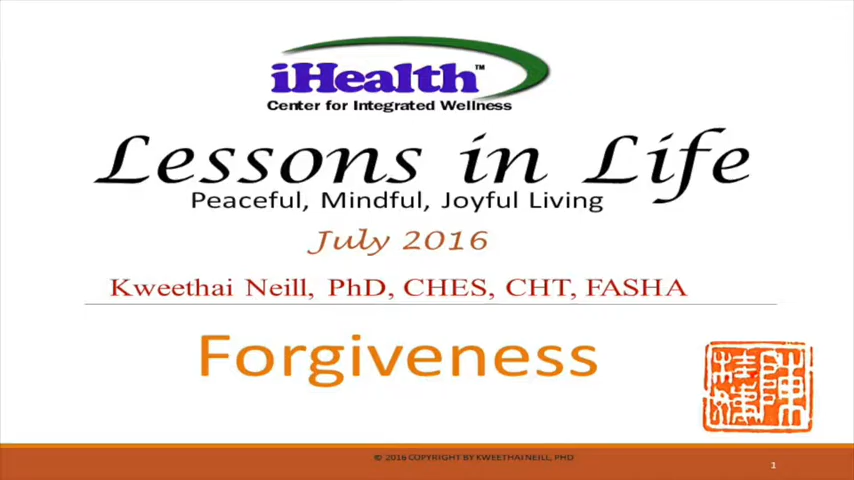 iHealth™
Center for Integrated Wellness
Lessons in Life
Peaceful, Mindful, Joyful Living
July 2016
Kweethai Neill, PhD, CHES, CHT, FASHA
Forgiveness
© 2016 COPYRIGHT BY KWEETHAI NEILL, PHD
1